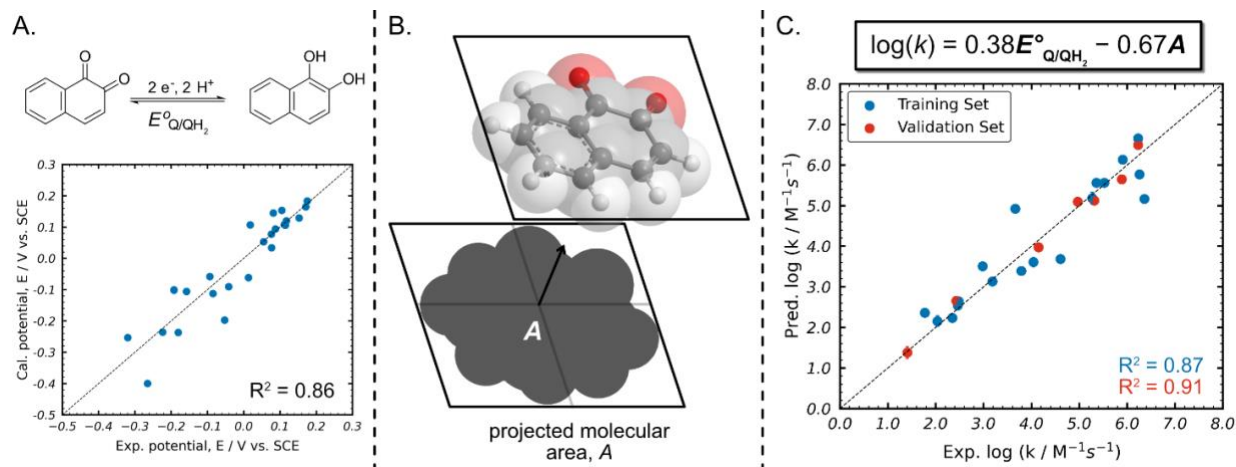 A.
O
O
2 e⁻, 2 H⁺
E°Q/QH₂
OH
OH
0.3
0.2
0.1
0.0
-0.1
-0.2
-0.3
-0.4
-0.5
Cal. potential, E / V vs. SCE
R² = 0.86
-0.5 -0.4 -0.3 -0.2 -0.1 0.0 0.1 0.2 0.3
Exp. potential, E / V vs. SCE
B.
A
projected molecular
area, A
C.
log(k) = 0.38E°Q/QH₂ − 0.67A
8.0
7.0
6.0
5.0
4.0
3.0
2.0
1.0
0.0
Pred. log (k / M⁻¹s⁻¹)
Training Set
Validation Set
R² = 0.87
R² = 0.91
0.0 1.0 2.0 3.0 4.0 5.0 6.0 7.0 8.0
Exp. log (k / M⁻¹s⁻¹)